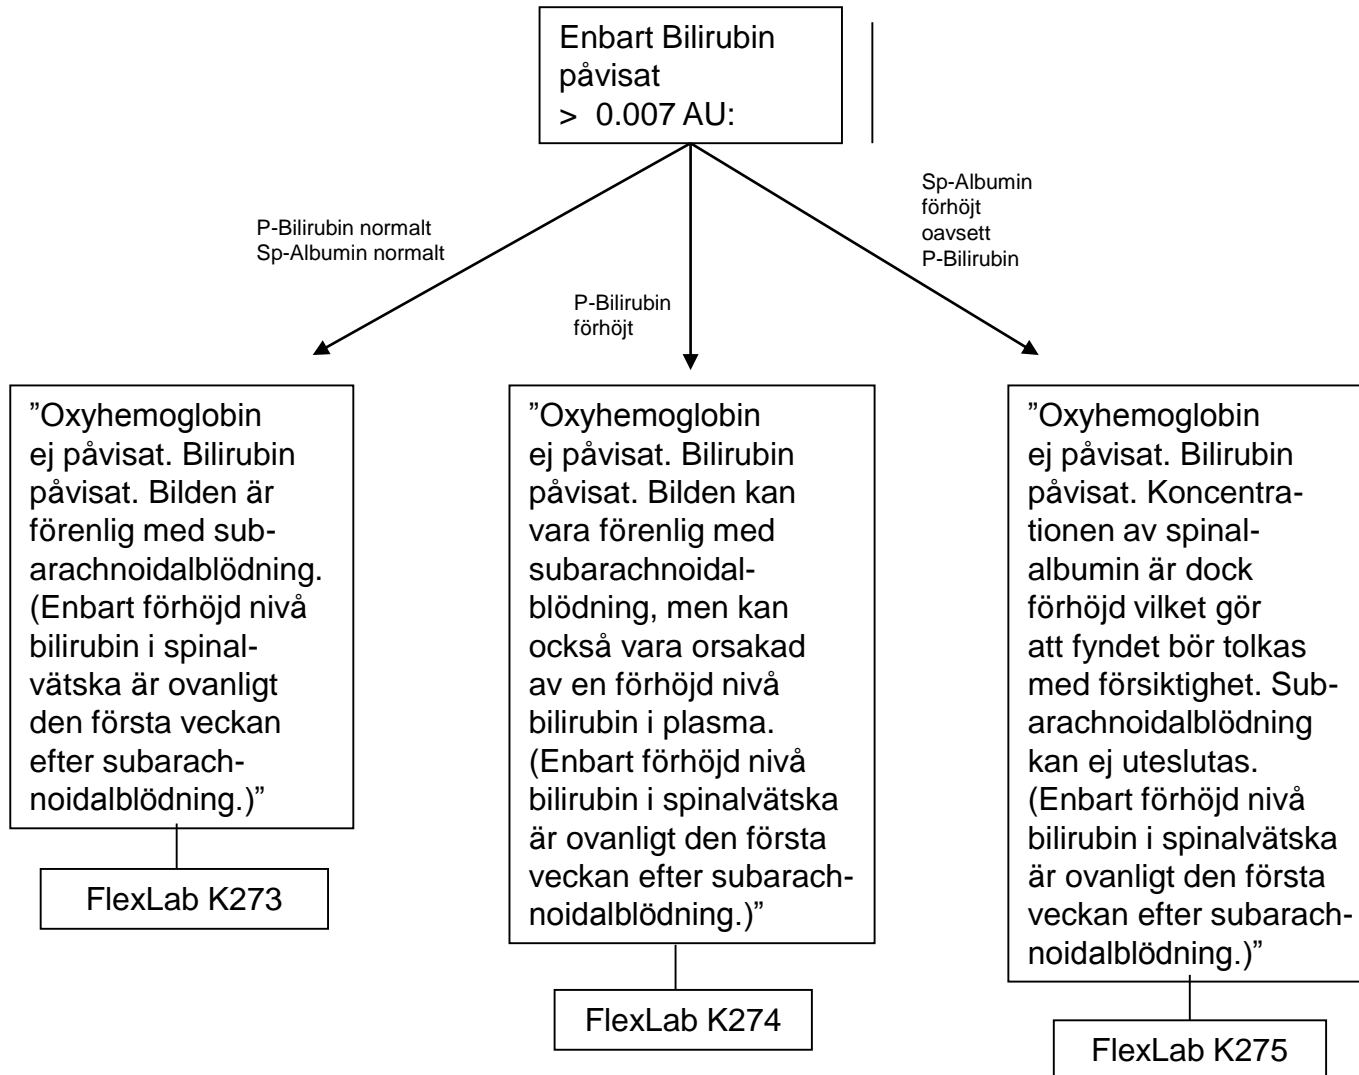 Enbart Bilirubin
påvisat
> 0.007 AU:
P-Bilirubin normalt
Sp-Albumin normalt
P-Bilirubin
förhöjt
Sp-Albumin
förhöjt
oavsett
P-Bilirubin
”Oxyhemoglobin
ej påvisat. Bilirubin
påvisat. Bilden är
förenlig med sub-
arachnoidalblödning.
(Enbart förhöjd nivå
bilirubin i spinal-
vätska är ovanligt
den första veckan
efter subarach-
noidalblödning.)”
FlexLab K273
”Oxyhemoglobin
ej påvisat. Bilirubin
påvisat. Bilden kan
vara förenlig med
subarachnoidal-
blödning, men kan
också vara orsakad
av en förhöjd nivå
bilirubin i plasma.
(Enbart förhöjd nivå
bilirubin i spinalvätska
är ovanligt den första
veckan efter subarach-
noidalblödning.)”
FlexLab K274
”Oxyhemoglobin
ej påvisat. Bilirubin
påvisat. Koncentra-
tionen av spinal-
albumin är dock
förhöjd vilket gör
att fyndet bör tolkas
med försiktighet. Sub-
arachnoidalblödning
kan ej uteslutas.
(Enbart förhöjd nivå
bilirubin i spinalvätska
är ovanligt den första
veckan efter subarach-
noidalblödning.)”
FlexLab K275